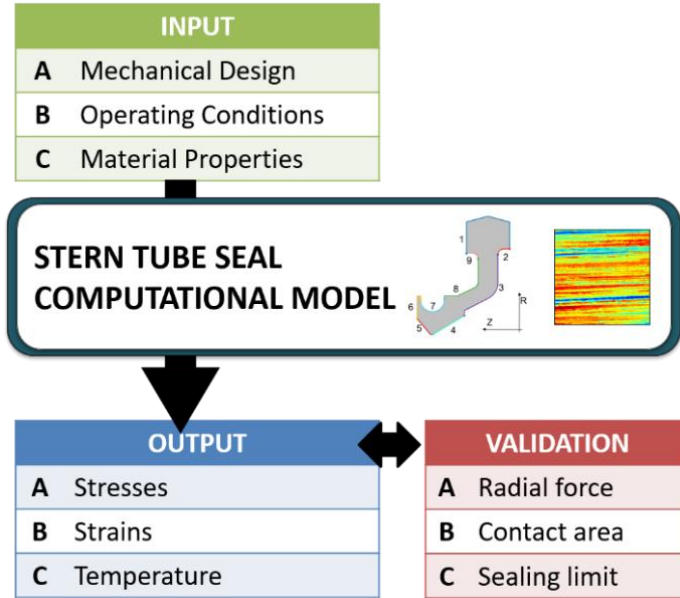 INPUT
A Mechanical Design
B Operating Conditions
C Material Properties
STERN TUBE SEAL
COMPUTATIONAL MODEL
1
2
9
3
8
6
7
R
5
4
Z
OUTPUT
A Stresses
B Strains
C Temperature
VALIDATION
A Radial force
B Contact area
C Sealing limit